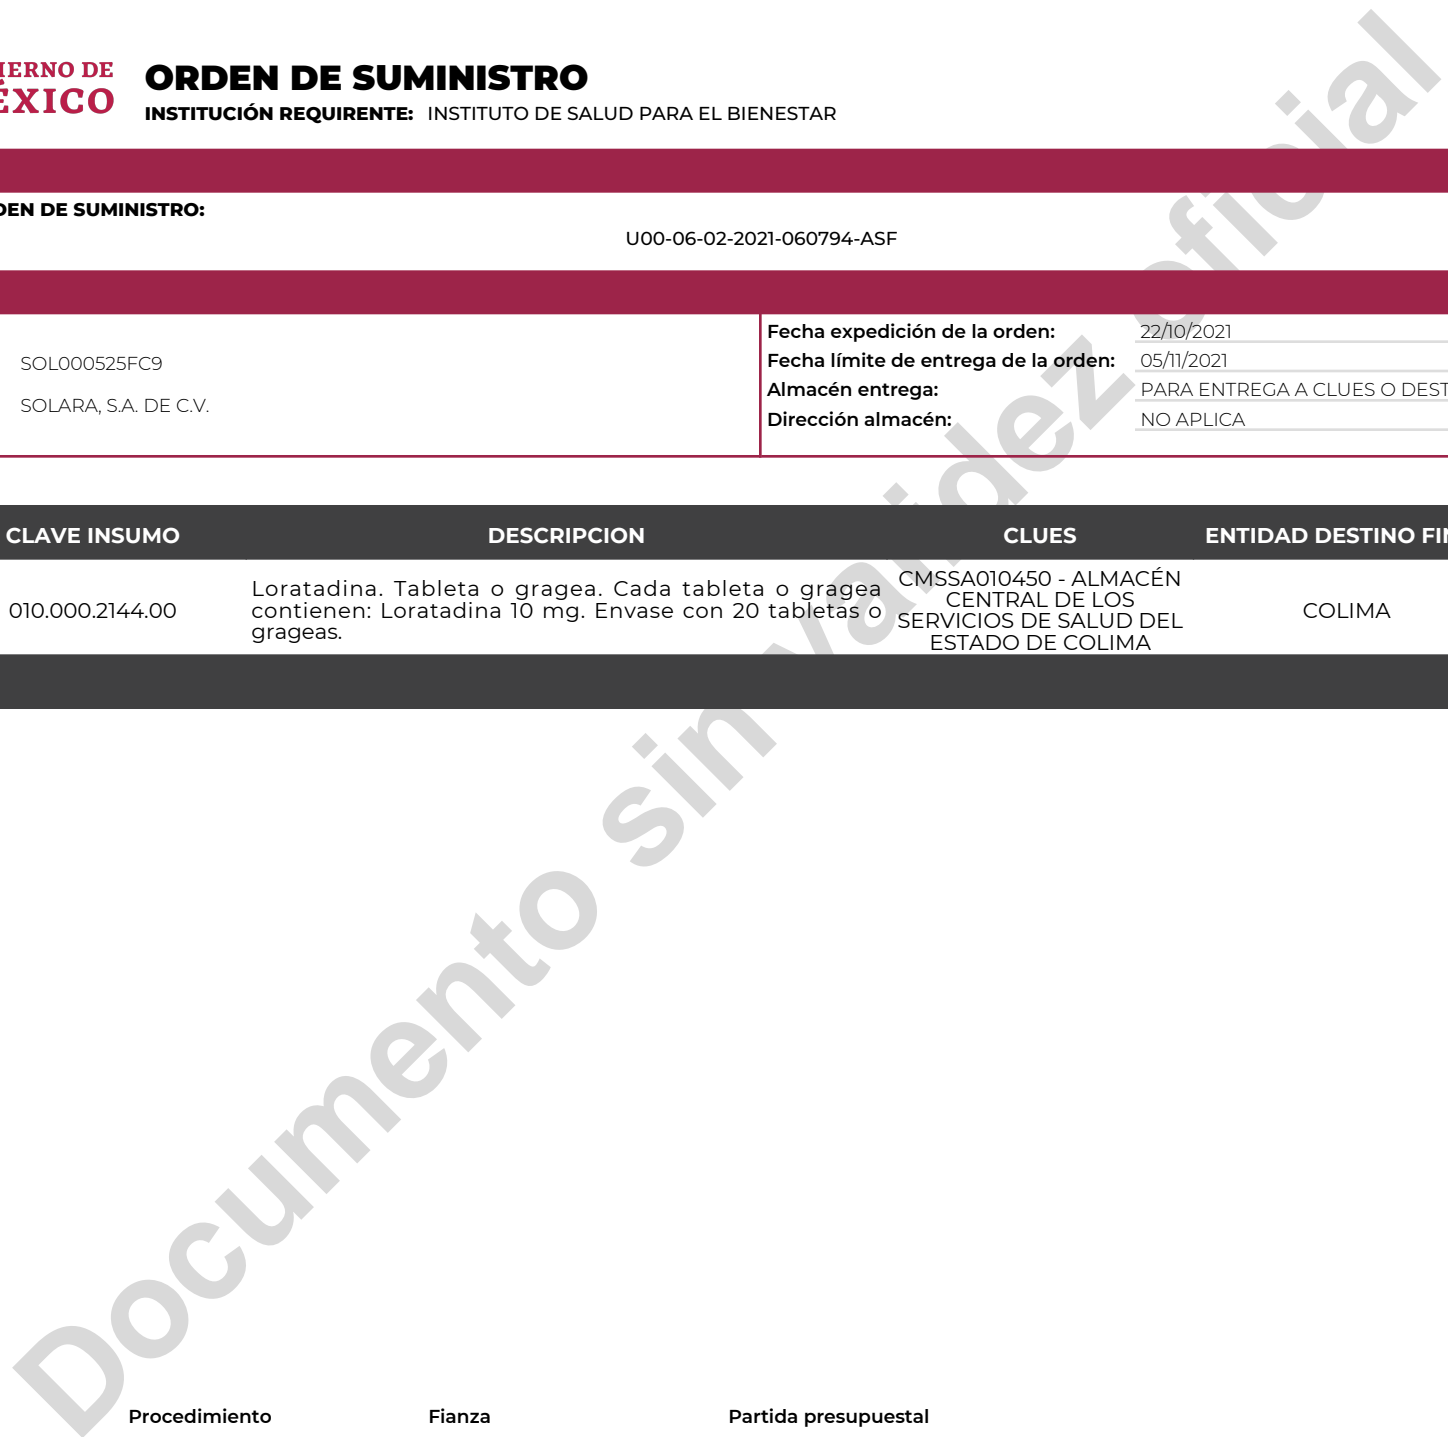 IERNO DE
ÉXICO
ORDEN DE SUMINISTRO
INSTITUCIÓN REQUIRENTE: INSTITUTO DE SALUD PARA EL BIENESTAR
DEN DE SUMINISTRO:
U00-06-02-2021-060794-ASF
SOL000525FC9
SOLARA, S.A. DE C.V.
Fecha expedición de la orden: 22/10/2021
Fecha límite de entrega de la orden: 05/11/2021
Almacén entrega: PARA ENTREGA A CLUES O DEST
Dirección almacén: NO APLICA
CLAVE INSUMO DESCRIPCION CLUES ENTIDAD DESTINO FIN
010.000.2144.00
Loratadina. Tableta o gragea. Cada tableta o gragea
contienen: Loratadina 10 mg. Envase con 20 tabletas o
grageas.
CMSSA010450 - ALMACÉN
CENTRAL DE LOS
SERVICIOS DE SALUD DEL
ESTADO DE COLIMA
COLIMA
Documento sin validez oficial
Procedimiento Fianza Partida presupuestal